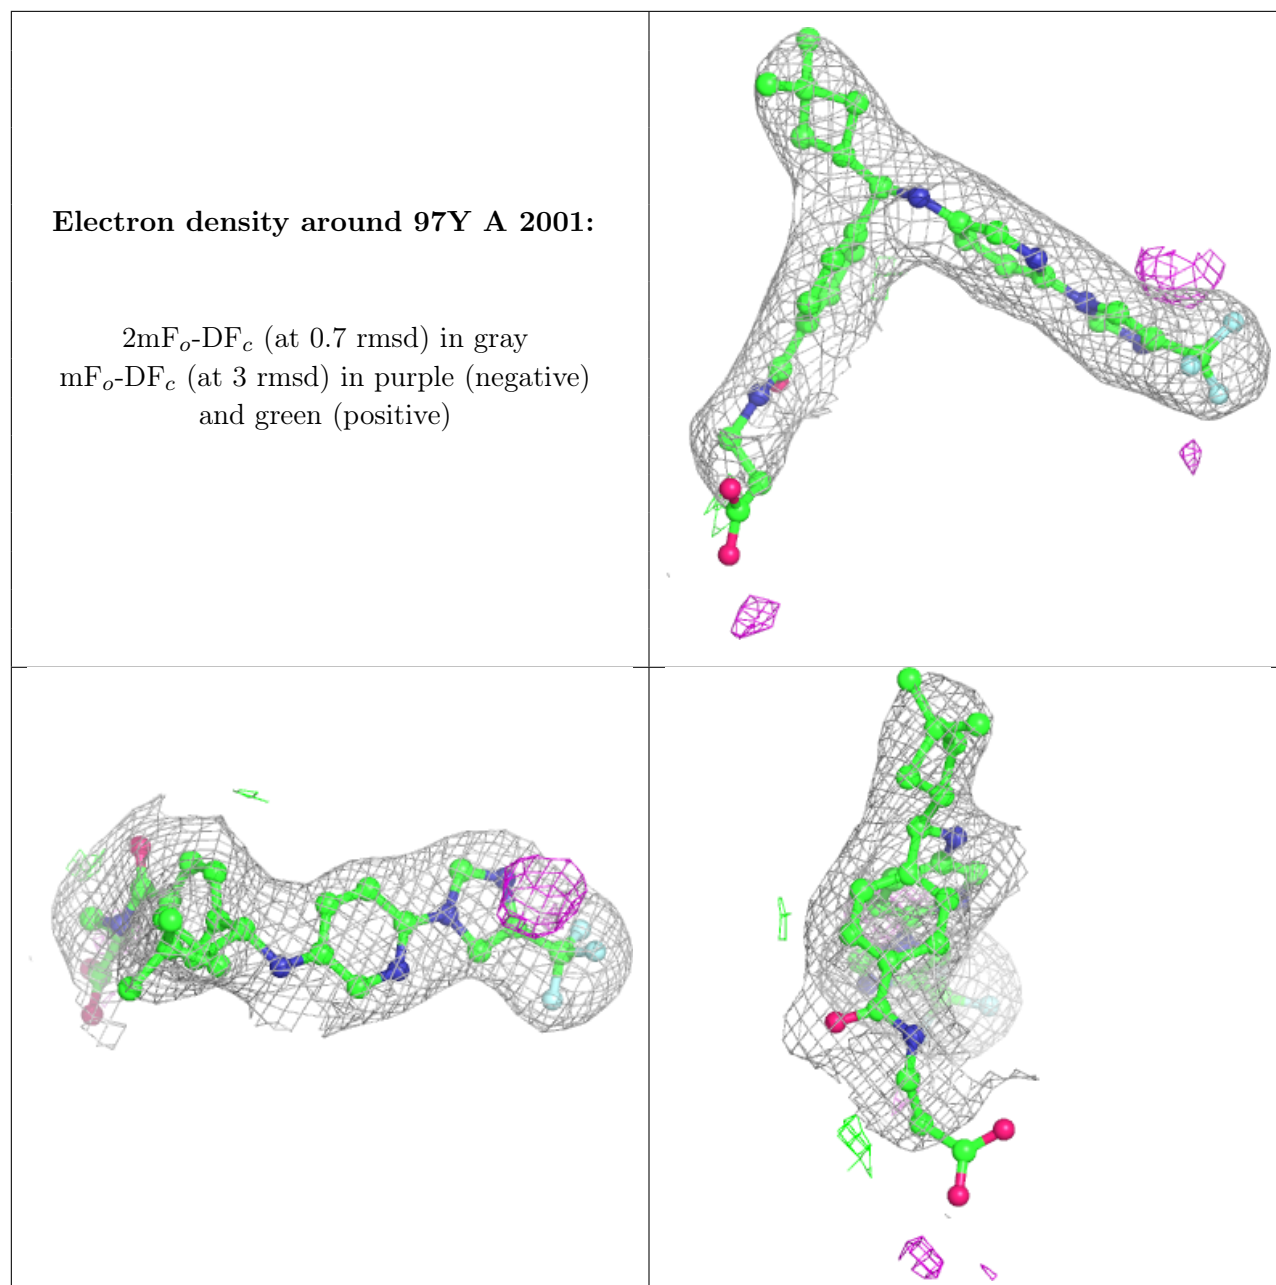 Electron density around 97Y A 2001:
2mFo-DFc (at 0.7 rmsd) in gray
mFo-DFc (at 3 rmsd) in purple (negative)
and green (positive)